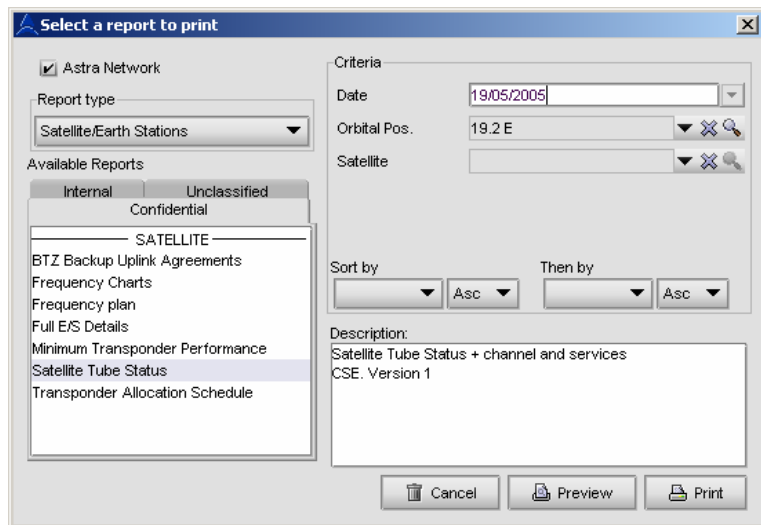 Select a report to print
Astra Network
Report type
Satellite/Earth Stations
Available Reports
Internal Unclassified
Confidential
SATELLITE
BTZ Backup Uplink Agreements
Frequency Charts
Frequency plan
Full E/S Details
Minimum Transponder Performance
Satellite Tube Status
Transponder Allocation Schedule
Criteria
Date 19/05/2005
Orbital Pos. 19.2 E
Satellite
Sort by Then by
Asc Asc
Description:
Satellite Tube Status + channel and services
CSE. Version 1
Cancel Preview Print